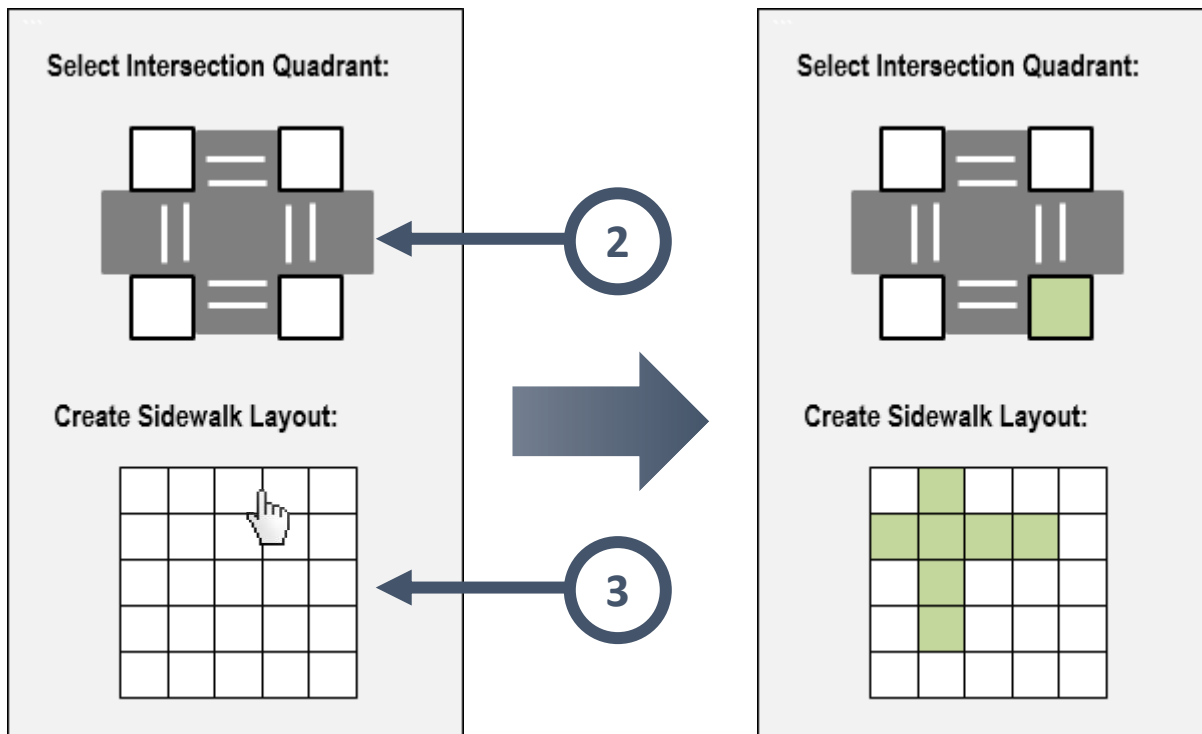 Select Intersection Quadrant:
2
Create Sidewalk Layout:
3
Select Intersection Quadrant:
Create Sidewalk Layout: